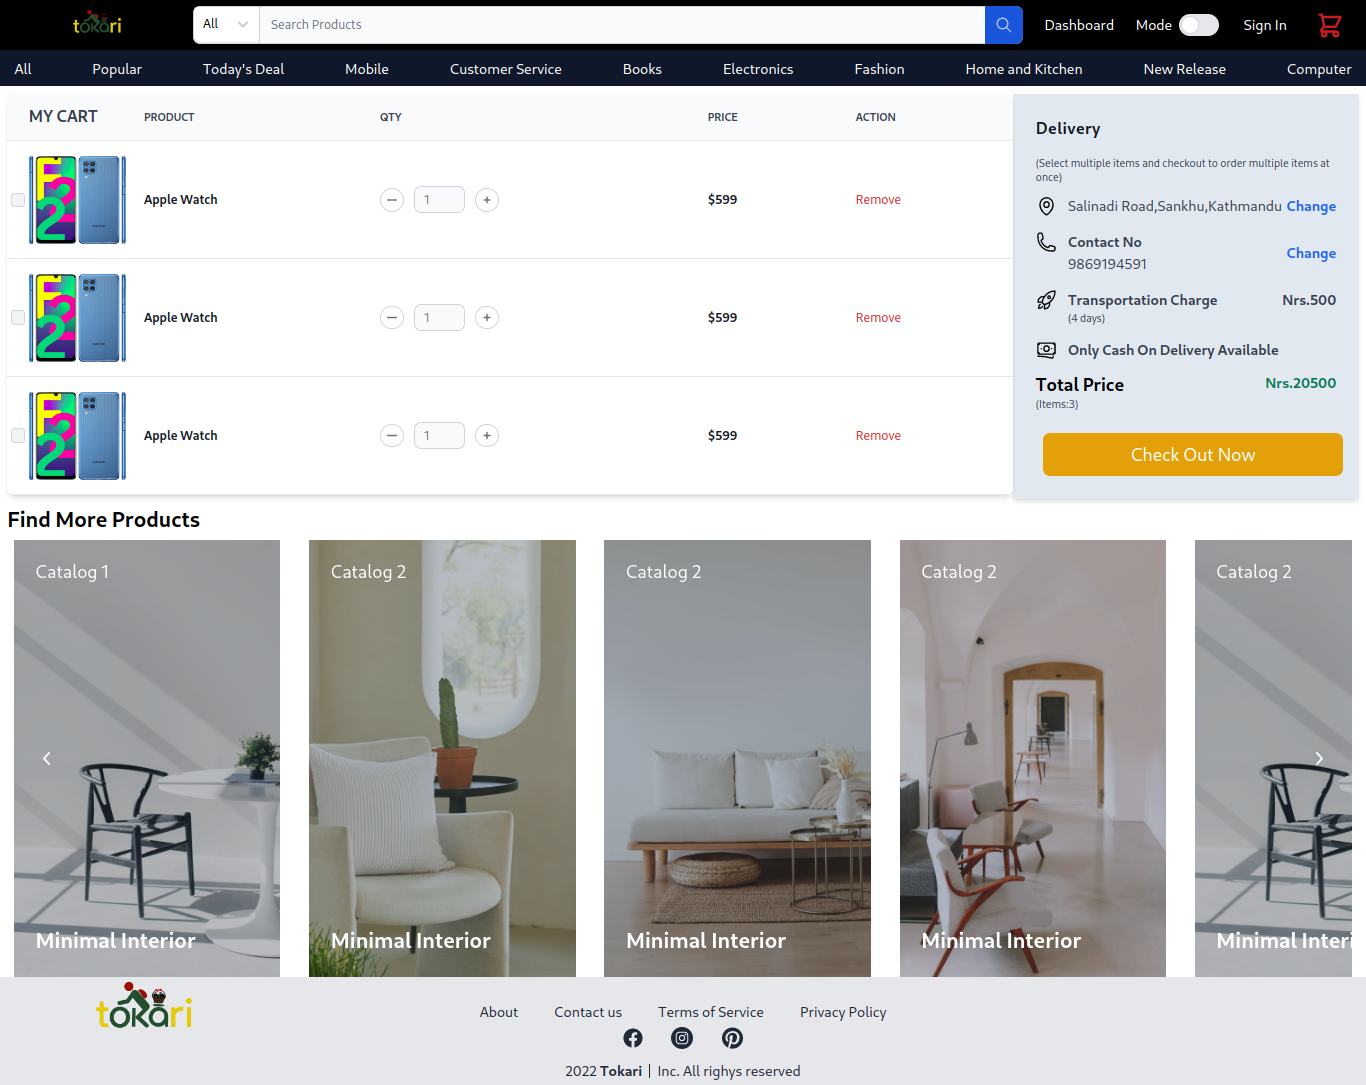 tokari
All
Search Products
Dashboard
Mode
Sign In
All
Popular
Today's Deal
Mobile
Customer Service
Books
Electronics
Fashion
Home and Kitchen
New Release
Computer
MY CART
PRODUCT
QTY
PRICE
ACTION
Apple Watch
1
$599
Remove
Apple Watch
1
$599
Remove
Apple Watch
1
$599
Remove
Delivery
(Select multiple items and checkout to order multiple items at
once)
Salinadi Road,Sankhu,Kathmandu Change
Contact No
9869194591
Change
Transportation Charge
Nrs.500
(4 days)
Only Cash On Delivery Available
Total Price
Nrs.20500
(Items:3)
Check Out Now
Find More Products
Catalog 1
Catalog 2
Catalog 2
Catalog 2
Catalog 2
Minimal Interior
Minimal Interior
Minimal Interior
Minimal Interior
Minimal Interi
tokari
About
Contact us
Terms of Service
Privacy Policy
2022 Tokari | Inc. All righys reserved